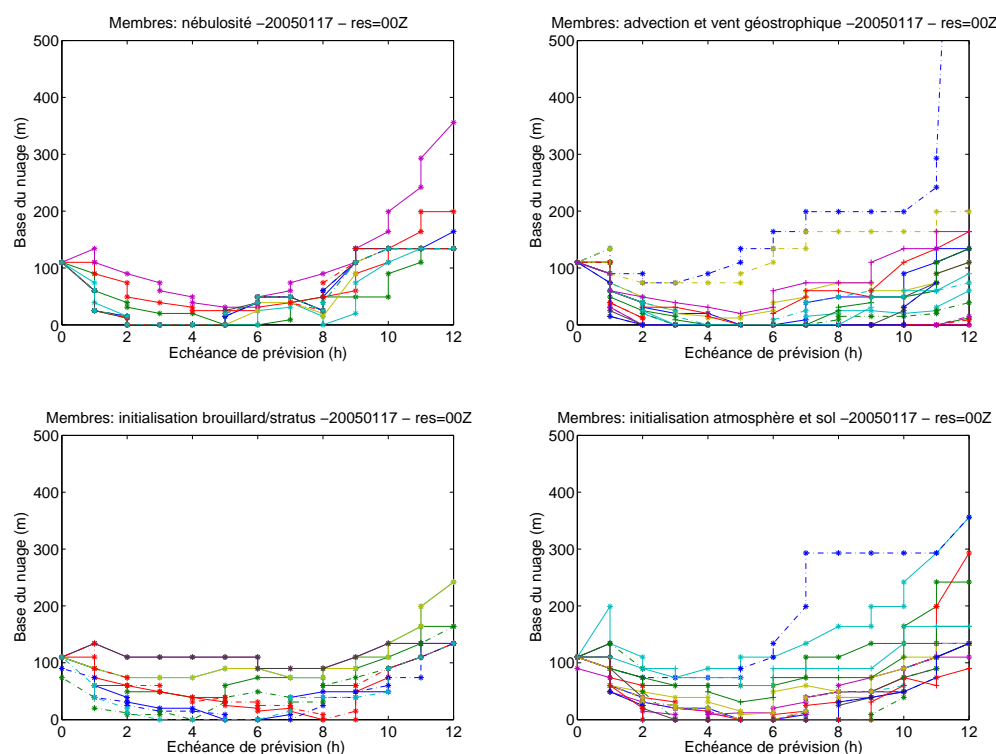 Membres: nébulosité −20050117 − res=00Z
500
400
300
200
100
0
Base du nuage (m)
0 2 4 6 8 10 12
Echéance de prévision (h)
Membres: advection et vent géostrophique −20050117 − res=00Z
500
400
300
200
100
0
Base du nuage (m)
0 2 4 6 8 10 12
Echéance de prévision (h)
Membres: initialisation brouillard/stratus −20050117 − res=00Z
500
400
300
200
100
0
Base du nuage (m)
0 2 4 6 8 10 12
Echéance de prévision (h)
Membres: initialisation atmosphère et sol −20050117 − res=00Z
500
400
300
200
100
0
Base du nuage (m)
0 2 4 6 8 10 12
Echéance de prévision (h)